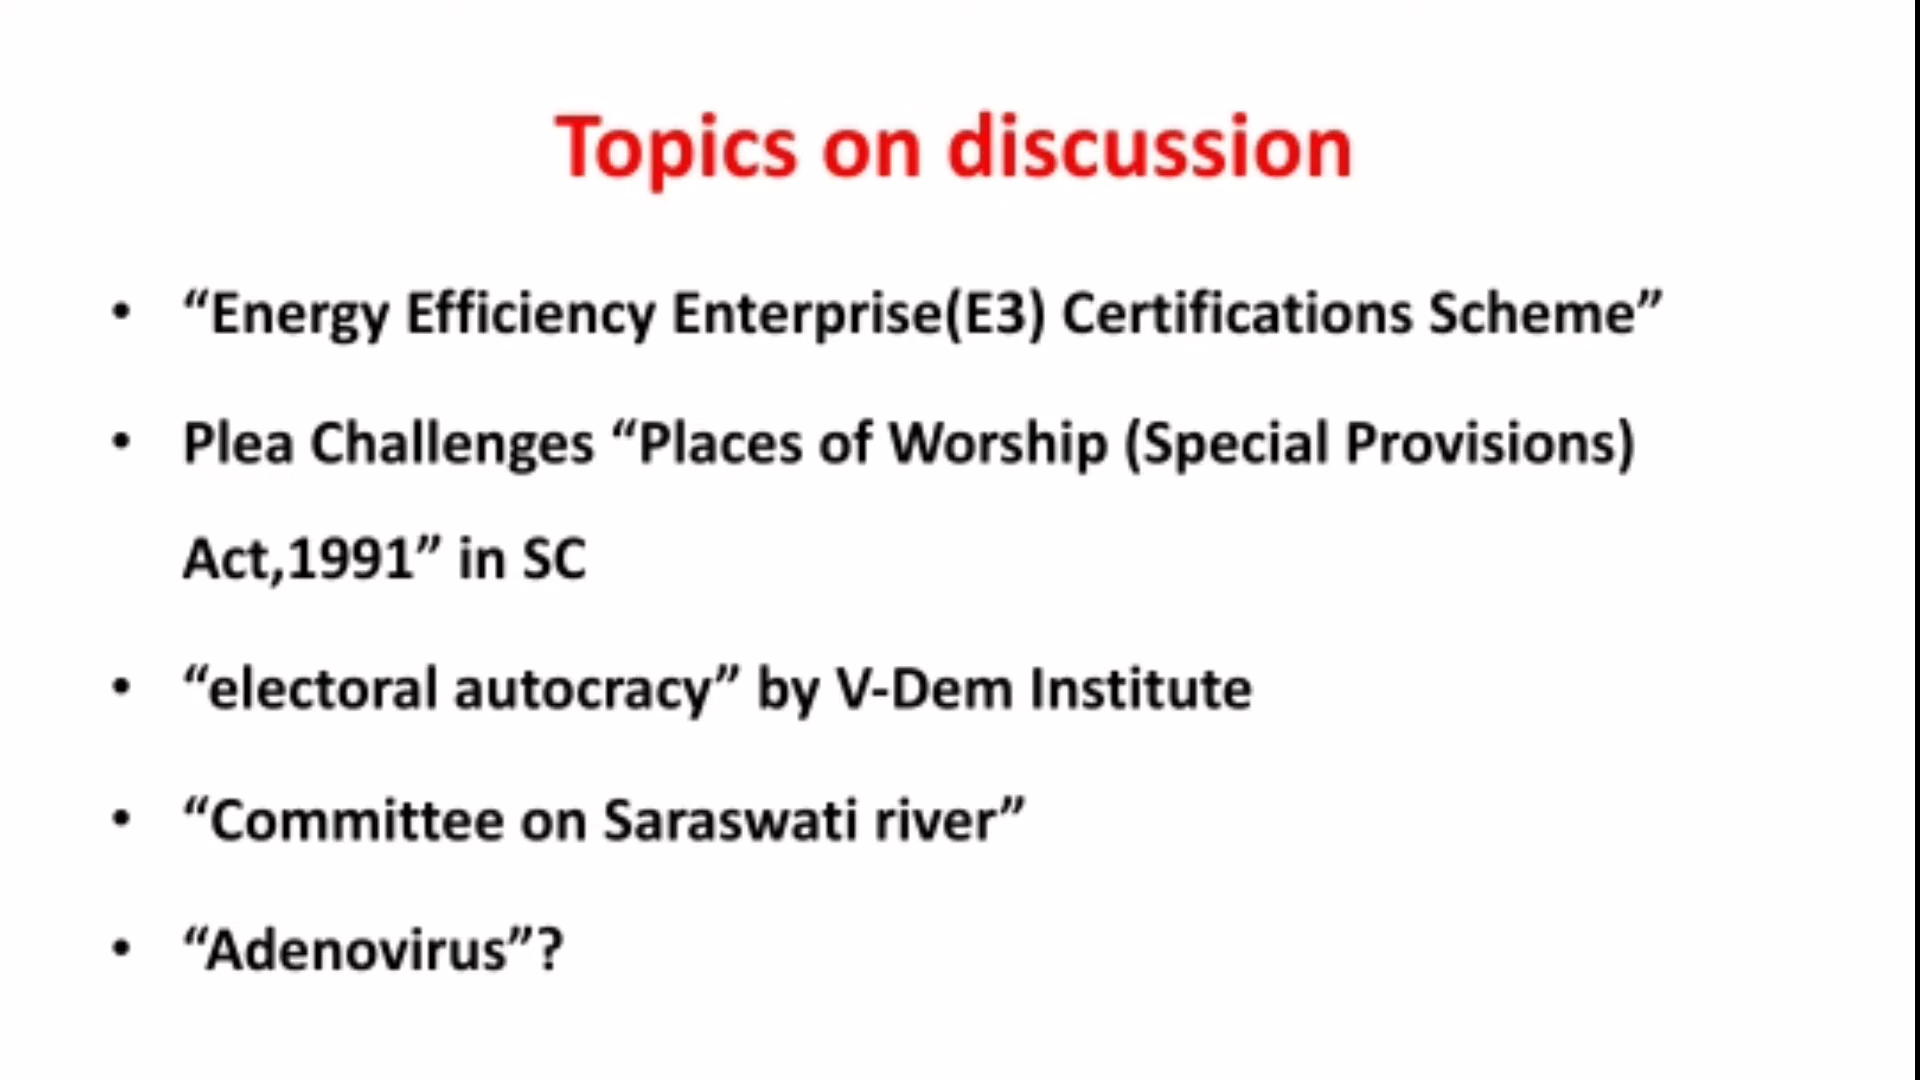 Topics on discussion
• “Energy Efficiency Enterprise(E3) Certifications Scheme”
• Plea Challenges “Places of Worship (Special Provisions)
Act,1991” in SC
• “electoral autocracy” by V-Dem Institute
• “Committee on Saraswati river”
• “Adenovirus”?